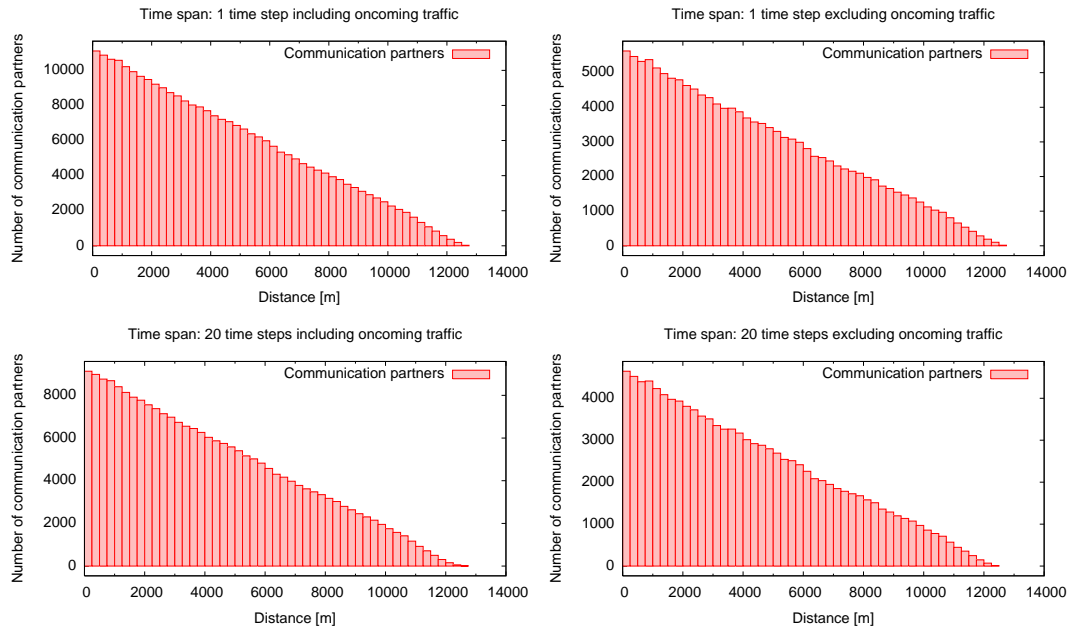 Time span: 1 time step including oncoming traffic
Number of communication partners
10000
8000
6000
4000
2000
0
Communication partners
0 2000 4000 6000 8000 10000 12000 14000
Distance [m]
Time span: 1 time step excluding oncoming traffic
Number of communication partners
5000
4000
3000
2000
1000
0
Communication partners
0 2000 4000 6000 8000 10000 12000 14000
Distance [m]
Time span: 20 time steps including oncoming traffic
Number of communication partners
8000
6000
4000
2000
0
Communication partners
0 2000 4000 6000 8000 10000 12000 14000
Distance [m]
Time span: 20 time steps excluding oncoming traffic
Number of communication partners
4000
3000
2000
1000
0
Communication partners
0 2000 4000 6000 8000 10000 12000 14000
Distance [m]